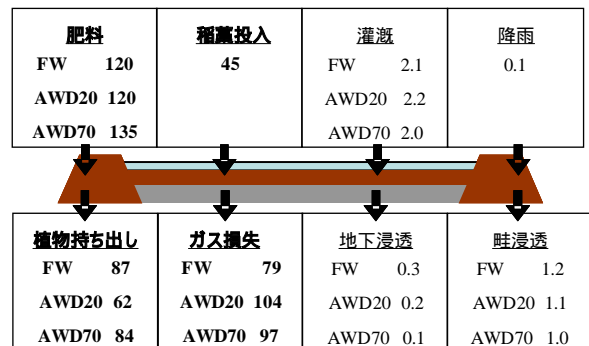 肥料
FW 120
AWD20 120
AWD70 135
稲藁投入
45
灌漑
FW 2.1
AWD20 2.2
AWD70 2.0
降雨
0.1
植物持ち出し
FW 87
AWD20 62
AWD70 84
ガス損失
FW 79
AWD20 104
AWD70 97
地下浸透
FW 0.3
AWD20 0.2
AWD70 0.1
畦浸透
FW 1.2
AWD20 1.1
AWD70 1.0